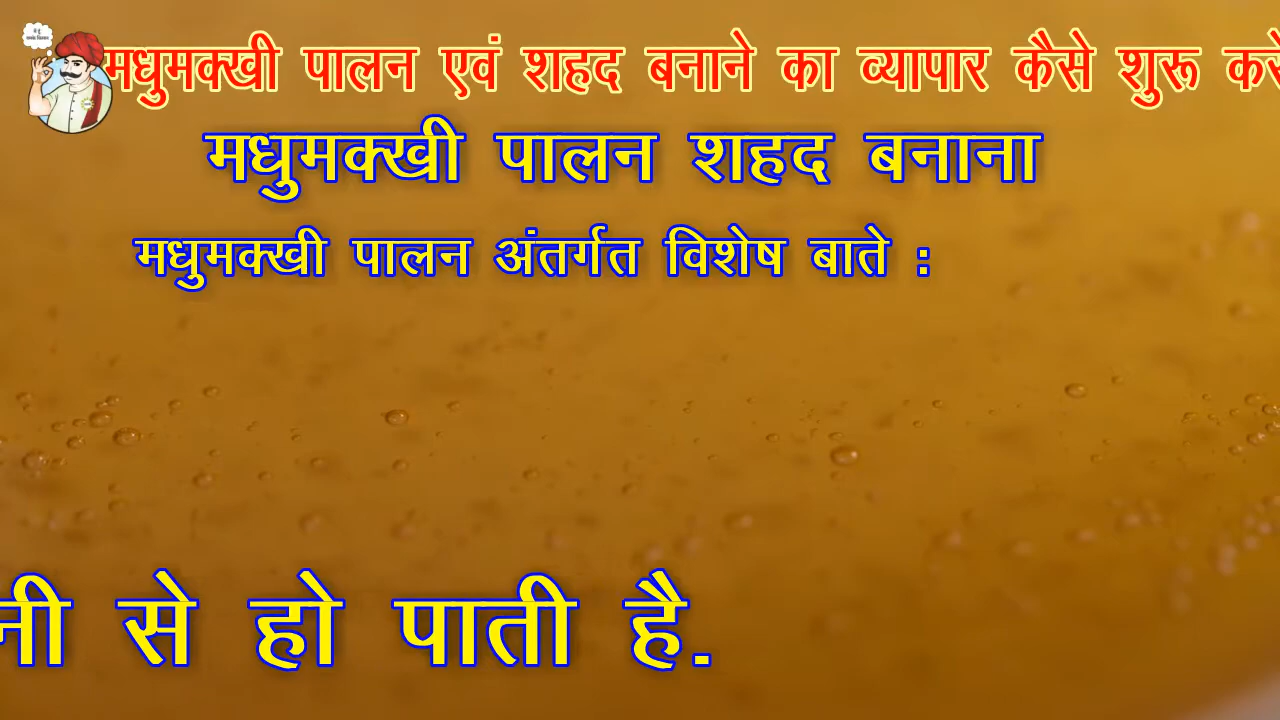 मधुमक्खी पालन एवं शहद बनाने का व्यापार कैसे शुरू करे
मधुमक्खी पालन शहद बनाना
मधुमक्खी पालन अंतर्गत विशेष बाते :
नी से हो पाती है.